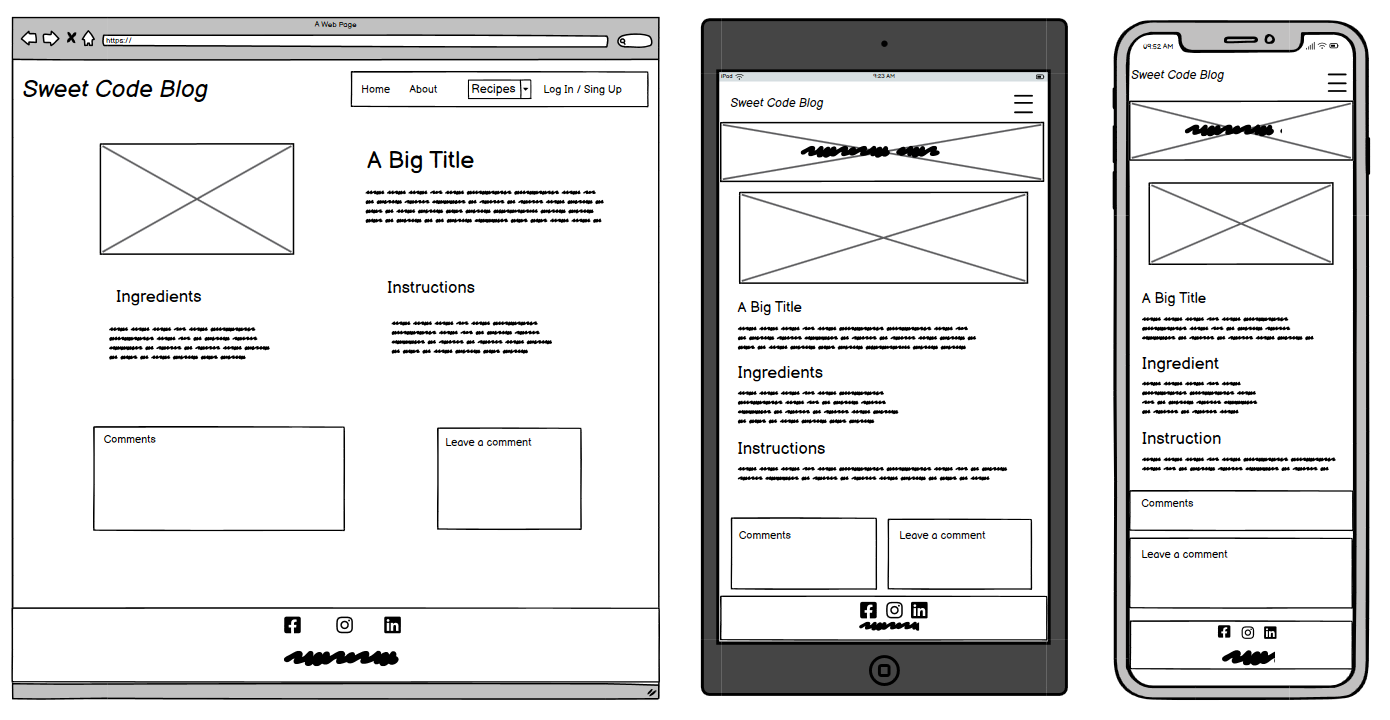 A Web Page
https://
Sweet Code Blog
Home About Recipes Log In / Sing Up
A Big Title
Ingredients
Instructions
Comments
Leave a comment
iPad 9:23 AM
Sweet Code Blog
A Big Title
Ingredients
Instructions
Comments
Leave a comment
09:52 AM
Sweet Code Blog
A Big Title
Ingredient
Instruction
Comments
Leave a comment